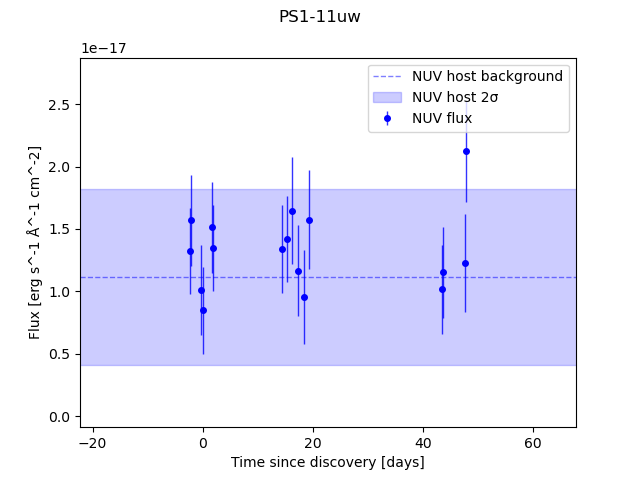 PS1-11uw
1e−17
NUV host background
NUV host 2σ
NUV flux
2.5
2.0
1.5
1.0
0.5
0.0
Flux [erg s^-1 Å^-1 cm^-2]
−20
0
20
40
60
Time since discovery [days]